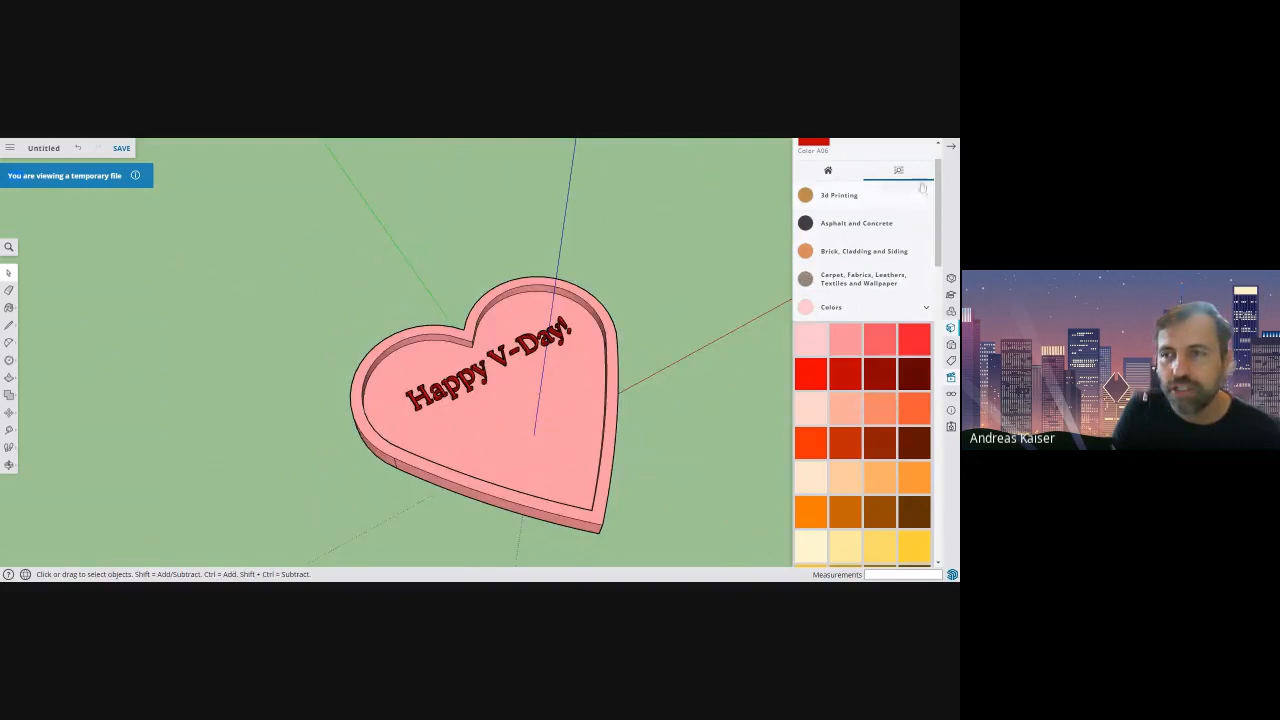 Untitled
SAVE
You are viewing a temporary file
Happy V-Day!
Color A06
3d Printing
Asphalt and Concrete
Brick, Cladding and Siding
Carpet, Fabrics, Leathers,
Textiles and Wallpaper
Colors
Click or drag to select objects. Shift = Add/Subtract. Ctrl = Add. Shift + Ctrl = Subtract.
Measurements
Andreas Kaiser